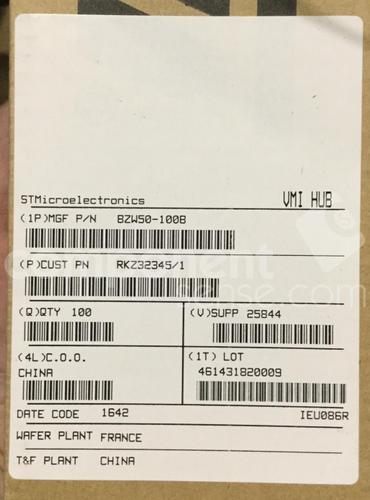 STMicroelectronics VMI HUB
(1P)MGF P/N BZW50-100B
(P)CUST PN RKZ32345/1
(Q)QTY 100 (V)SUPP 25844
(4L)C.O.O. (1T) LOT
CHINA 461431820009
DATE CODE 1642 IEU086R
WAFER PLANT FRANCE
T&F PLANT CHINA